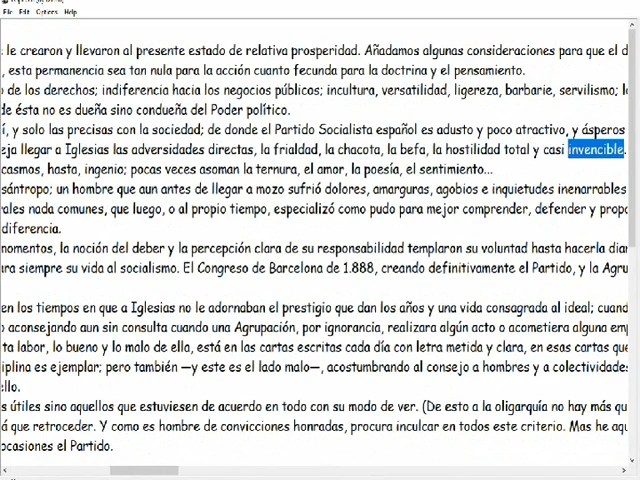 File Edit Options Help
le crearon y llevaron al presente estado de relativa prosperidad. Añadamos algunas consideraciones para que el d
, esta permanencia sea tan nula para la acción cuanto fecunda para la doctrina y el pensamiento.
o de los derechos; indiferencia hacia los negocios públicos; incultura, versatilidad, ligereza, barbarie, servilismo; lo
de ésta no es dueña sino condueña del Poder político.
í, y solo las precisas con la sociedad; de donde el Partido Socialista español es adusto y poco atractivo, y ásperos
eja llegar a Iglesias las adversidades directas, la frialdad, la chacota, la befa, la hostilidad total y casi invencible.
casmos, hasta, ingenio; pocas veces asoman la ternura, el amor, la poesía, el sentimiento...
sántropo; un hombre que aun antes de llegar a mozo sufrió dolores, amarguras, agobios e inquietudes inenarrables
ales nada comunes, que luego, o al propio tiempo, especializó como pudo para mejor comprender, defender y propa
diferencia.
momentos, la noción del deber y la percepción clara de su responsabilidad templaron su voluntad hasta hacerla diam
ara siempre su vida al socialismo. El Congreso de Barcelona de 1.888, creando definitivamente el Partido, y la Agru
en los tiempos en que a Iglesias no le adornaban el prestigio que dan los años y una vida consagrada al ideal; cuand
o aconsejando aun sin consulta cuando una Agrupación, por ignorancia, realizara algún acto o acometiera alguna emp
ta labor, lo bueno y lo malo de ella, está en las cartas escritas cada día con letra metida y clara, en esas cartas que
iplina es ejemplar; pero también —y este es el lado malo—, acostumbrando al consejo a hombres y a colectividades
ello.
s útiles sino aquellos que estuviesen de acuerdo en todo con su modo de ver. (De esto a la oligarquía no hay más qu
á que retroceder. Y como es hombre de convicciones honradas, procura inculcar en todos este criterio. Mas he aqu
ocasiones el Partido.